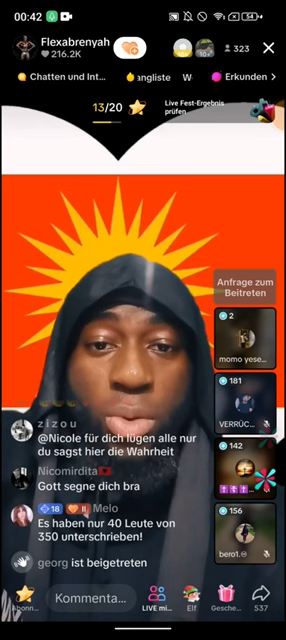 00:42
54
Flexabrenyah
216.2K
323
Chatten und Int...
angliste
W
Erkunden >
13/20
Live Fest-Ergebnis
prüfen
Anfrage zum
Beitreten
2
momo yese...
181
VERRÜC...
142
156
bero1.
zizou
@Nicole für dich lügen alle nur
du sagst hier die Wahrheit
Nicomirdita
Gott segne dich bra
18
II
Melo
Es haben nur 40 Leute von
350 unterschrieben!
georg ist beigetreten
Abonn...
Kommenta...
LIVE mi...
Elf
Gesche...
537